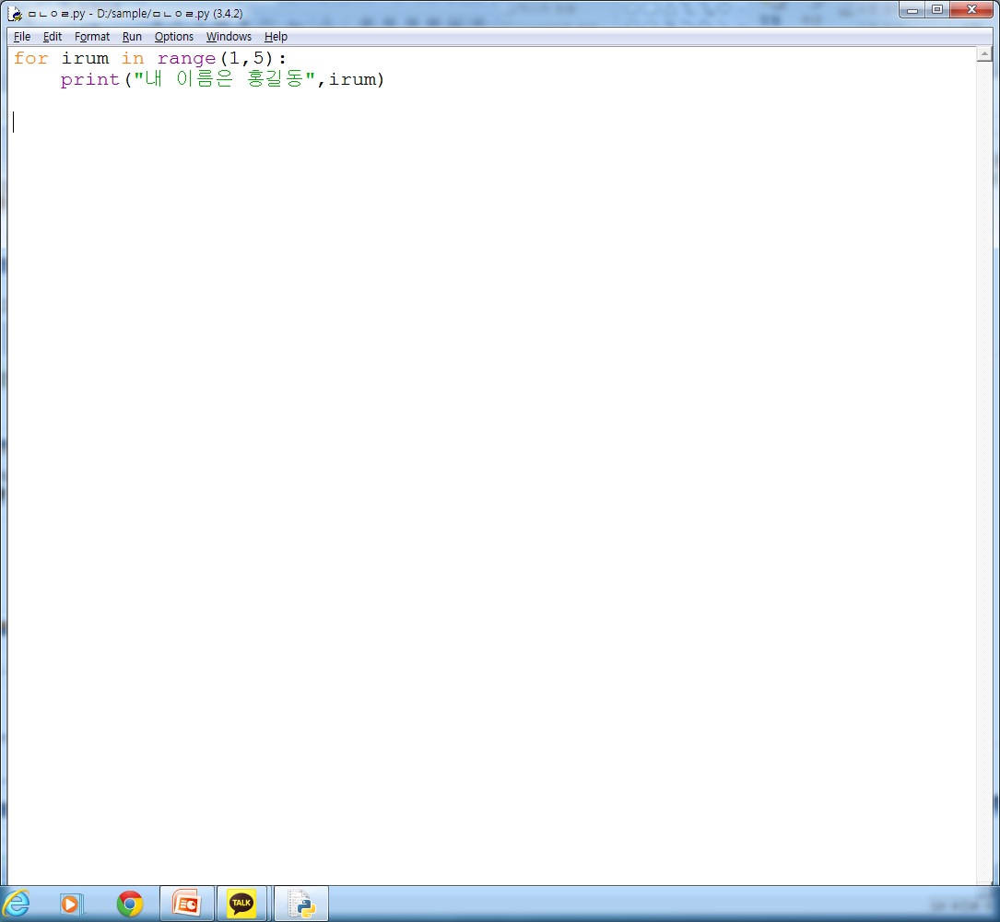 ㅁㄴㅇㄹ.py - D:/sample/ㅁㄴㅇㄹ.py (3.4.2)
File Edit Format Run Options Windows Help
for irum in range(1,5):
    print("내 이름은 홍길동",irum)
TALK